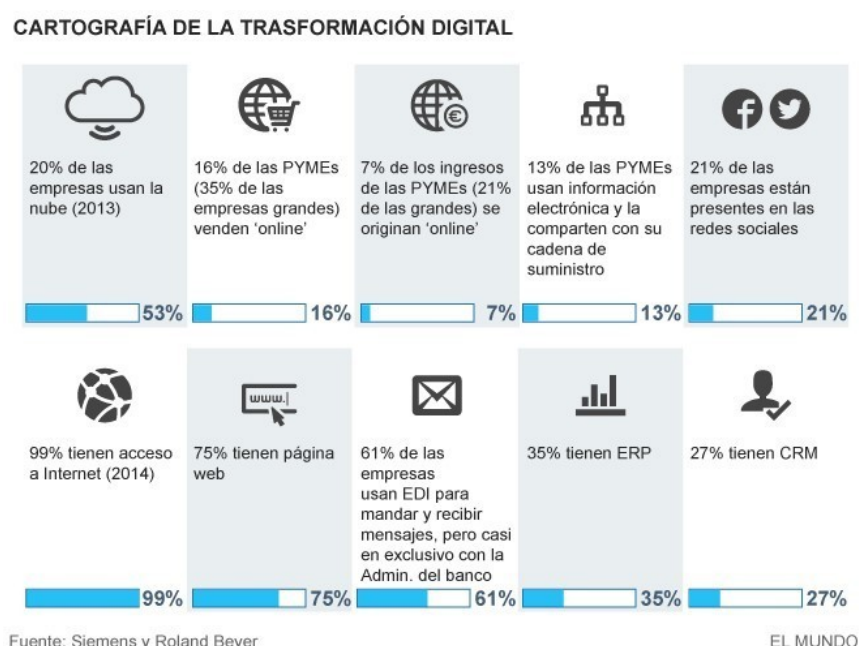 CARTOGRAFÍA DE LA TRASFORMACIÓN DIGITAL
20% de las
empresas usan la
nube (2013)
53%
16% de las PYMEs
(35% de las
empresas grandes)
venden ‘online’
16%
7% de los ingresos
de las PYMEs (21%
de las grandes) se
originan ‘online’
7%
13% de las PYMEs
usan información
electrónica y la
comparten con su
cadena de
suministro
13%
21% de las
empresas están
presentes en las
redes sociales
21%
99% tienen acceso
a Internet (2014)
99%
www.
75% tienen página
web
75%
61% de las
empresas
usan EDI para
mandar y recibir
mensajes, pero casi
en exclusivo con la
Admin. del banco
61%
35% tienen ERP
35%
27% tienen CRM
27%
Fuente: Siemens y Roland Beyer
EL MUNDO